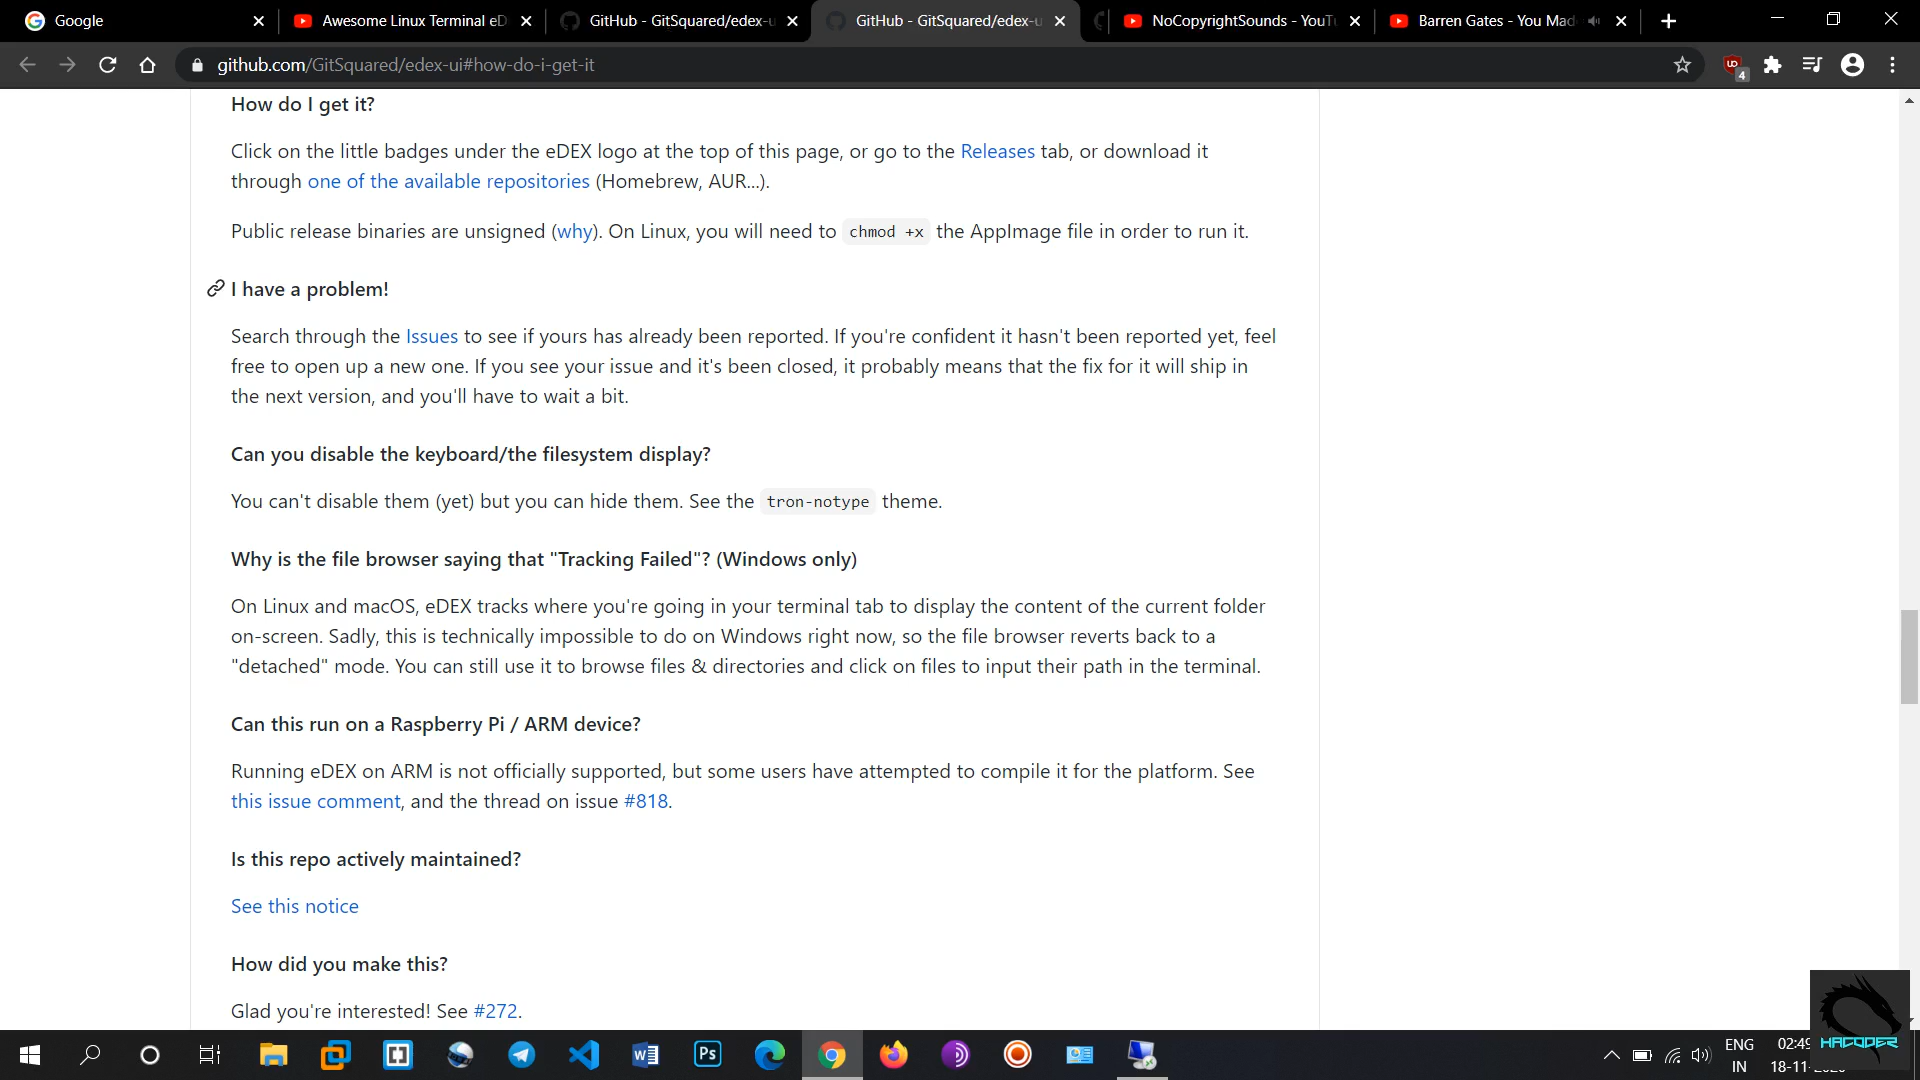 Google
Awesome Linux Terminal eD
GitHub - GitSquared/edex-u
GitHub - GitSquared/edex-u
NoCopyrightSounds - YouTu
Barren Gates - You Mad
github.com/GitSquared/edex-ui#how-do-i-get-it
4
How do I get it?
Click on the little badges under the eDEX logo at the top of this page, or go to the Releases tab, or download it
through one of the available repositories (Homebrew, AUR...).
Public release binaries are unsigned (why). On Linux, you will need to chmod +x the AppImage file in order to run it.
I have a problem!
Search through the Issues to see if yours has already been reported. If you're confident it hasn't been reported yet, feel
free to open up a new one. If you see your issue and it's been closed, it probably means that the fix for it will ship in
the next version, and you'll have to wait a bit.
Can you disable the keyboard/the filesystem display?
You can't disable them (yet) but you can hide them. See the tron-notype theme.
Why is the file browser saying that "Tracking Failed"? (Windows only)
On Linux and macOS, eDEX tracks where you're going in your terminal tab to display the content of the current folder
on-screen. Sadly, this is technically impossible to do on Windows right now, so the file browser reverts back to a
"detached" mode. You can still use it to browse files & directories and click on files to input their path in the terminal.
Can this run on a Raspberry Pi / ARM device?
Running eDEX on ARM is not officially supported, but some users have attempted to compile it for the platform. See
this issue comment, and the thread on issue #818.
Is this repo actively maintained?
See this notice
How did you make this?
Glad you're interested! See #272.
Ps
ENG
IN
02:49
18-11-
HACODER